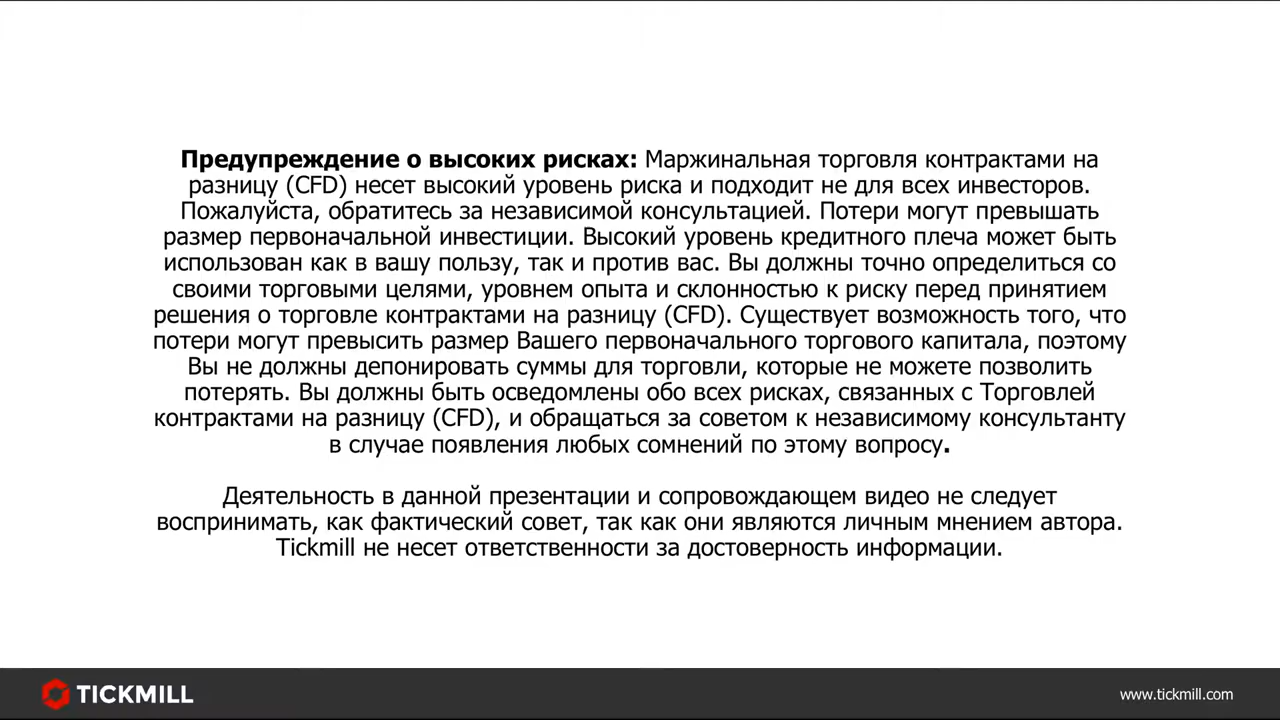 Предупреждение о высоких рисках: Маржинальная торговля контрактами на
разницу (CFD) несет высокий уровень риска и подходит не для всех инвесторов.
Пожалуйста, обратитесь за независимой консультацией. Потери могут превышать
размер первоначальной инвестиции. Высокий уровень кредитного плеча может быть
использован как в вашу пользу, так и против вас. Вы должны точно определиться со
своими торговыми целями, уровнем опыта и склонностью к риску перед принятием
решения о торговле контрактами на разницу (CFD). Существует возможность того, что
потери могут превысить размер Вашего первоначального торгового капитала, поэтому
Вы не должны депонировать суммы для торговли, которые не можете позволить
потерять. Вы должны быть осведомлены обо всех рисках, связанных с Торговлей
контрактами на разницу (CFD), и обращаться за советом к независимому консультанту
в случае появления любых сомнений по этому вопросу.
Деятельность в данной презентации и сопровождающем видео не следует
воспринимать, как фактический совет, так как они являются личным мнением автора.
Tickmill не несет ответственности за достоверность информации.
TICKMILL
www.tickmill.com